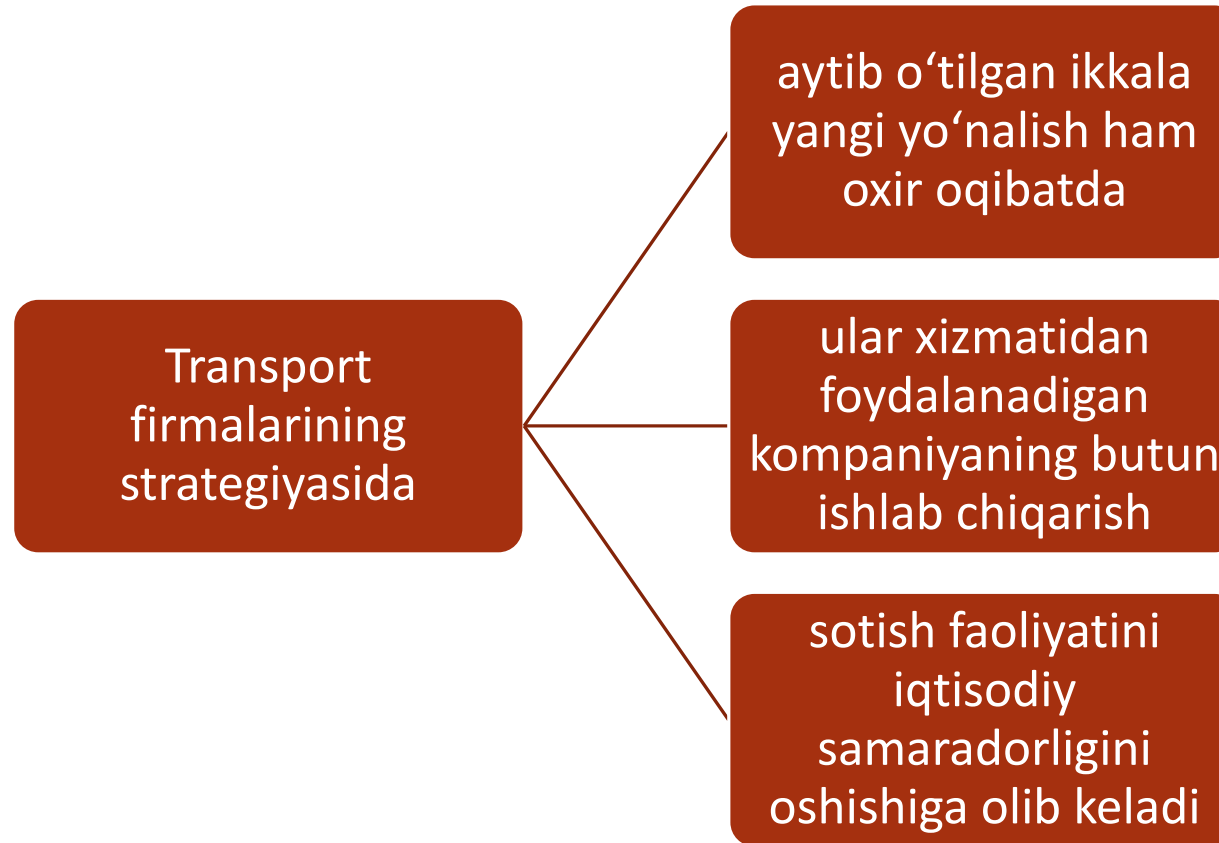 Transport
firmalarining
strategiyasida
aytib o‘tilgan ikkala
yangi yo‘nalish ham
oxir oqibatda
ular xizmatidan
foydalanadigan
kompaniyaning butun
ishlab chiqarish
sotish faoliyatini
iqtisodiy
samaradorligini
oshishiga olib keladi